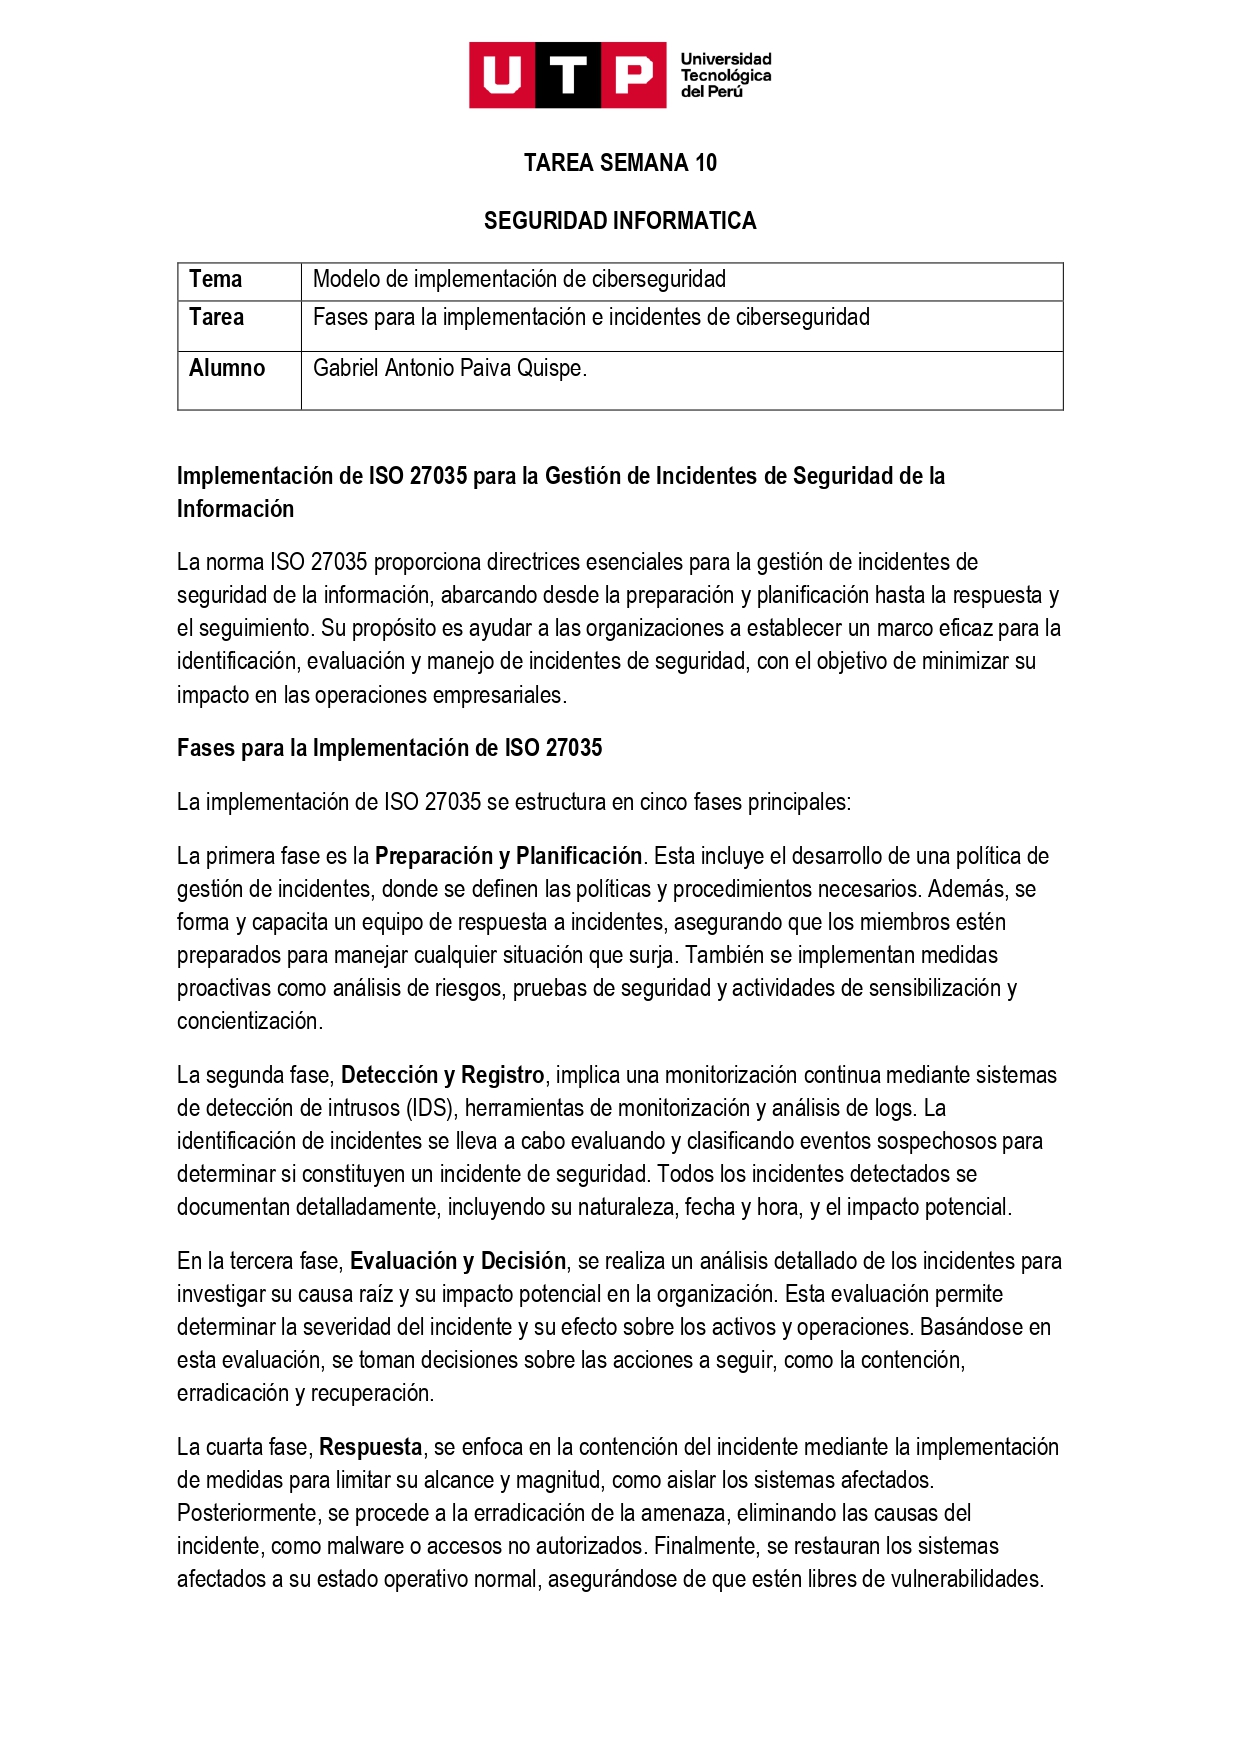 UTP
Universidad
Tecnológica
del Perú
TAREA SEMANA 10
SEGURIDAD INFORMATICA
Tema Modelo de implementación de ciberseguridad
Tarea Fases para la implementación e incidentes de ciberseguridad
Alumno Gabriel Antonio Paiva Quispe.
Implementación de ISO 27035 para la Gestión de Incidentes de Seguridad de la
Información
La norma ISO 27035 proporciona directrices esenciales para la gestión de incidentes de
seguridad de la información, abarcando desde la preparación y planificación hasta la respuesta y
el seguimiento. Su propósito es ayudar a las organizaciones a establecer un marco eficaz para la
identificación, evaluación y manejo de incidentes de seguridad, con el objetivo de minimizar su
impacto en las operaciones empresariales.
Fases para la Implementación de ISO 27035
La implementación de ISO 27035 se estructura en cinco fases principales:
La primera fase es la Preparación y Planificación. Esta incluye el desarrollo de una política de
gestión de incidentes, donde se definen las políticas y procedimientos necesarios. Además, se
forma y capacita un equipo de respuesta a incidentes, asegurando que los miembros estén
preparados para manejar cualquier situación que surja. También se implementan medidas
proactivas como análisis de riesgos, pruebas de seguridad y actividades de sensibilización y
concientización.
La segunda fase, Detección y Registro, implica una monitorización continua mediante sistemas
de detección de intrusos (IDS), herramientas de monitorización y análisis de logs. La
identificación de incidentes se lleva a cabo evaluando y clasificando eventos sospechosos para
determinar si constituyen un incidente de seguridad. Todos los incidentes detectados se
documentan detalladamente, incluyendo su naturaleza, fecha y hora, y el impacto potencial.
En la tercera fase, Evaluación y Decisión, se realiza un análisis detallado de los incidentes para
investigar su causa raíz y su impacto potencial en la organización. Esta evaluación permite
determinar la severidad del incidente y su efecto sobre los activos y operaciones. Basándose en
esta evaluación, se toman decisiones sobre las acciones a seguir, como la contención,
erradicación y recuperación.
La cuarta fase, Respuesta, se enfoca en la contención del incidente mediante la implementación
de medidas para limitar su alcance y magnitud, como aislar los sistemas afectados.
Posteriormente, se procede a la erradicación de la amenaza, eliminando las causas del
incidente, como malware o accesos no autorizados. Finalmente, se restauran los sistemas
afectados a su estado operativo normal, asegurándose de que estén libres de vulnerabilidades.